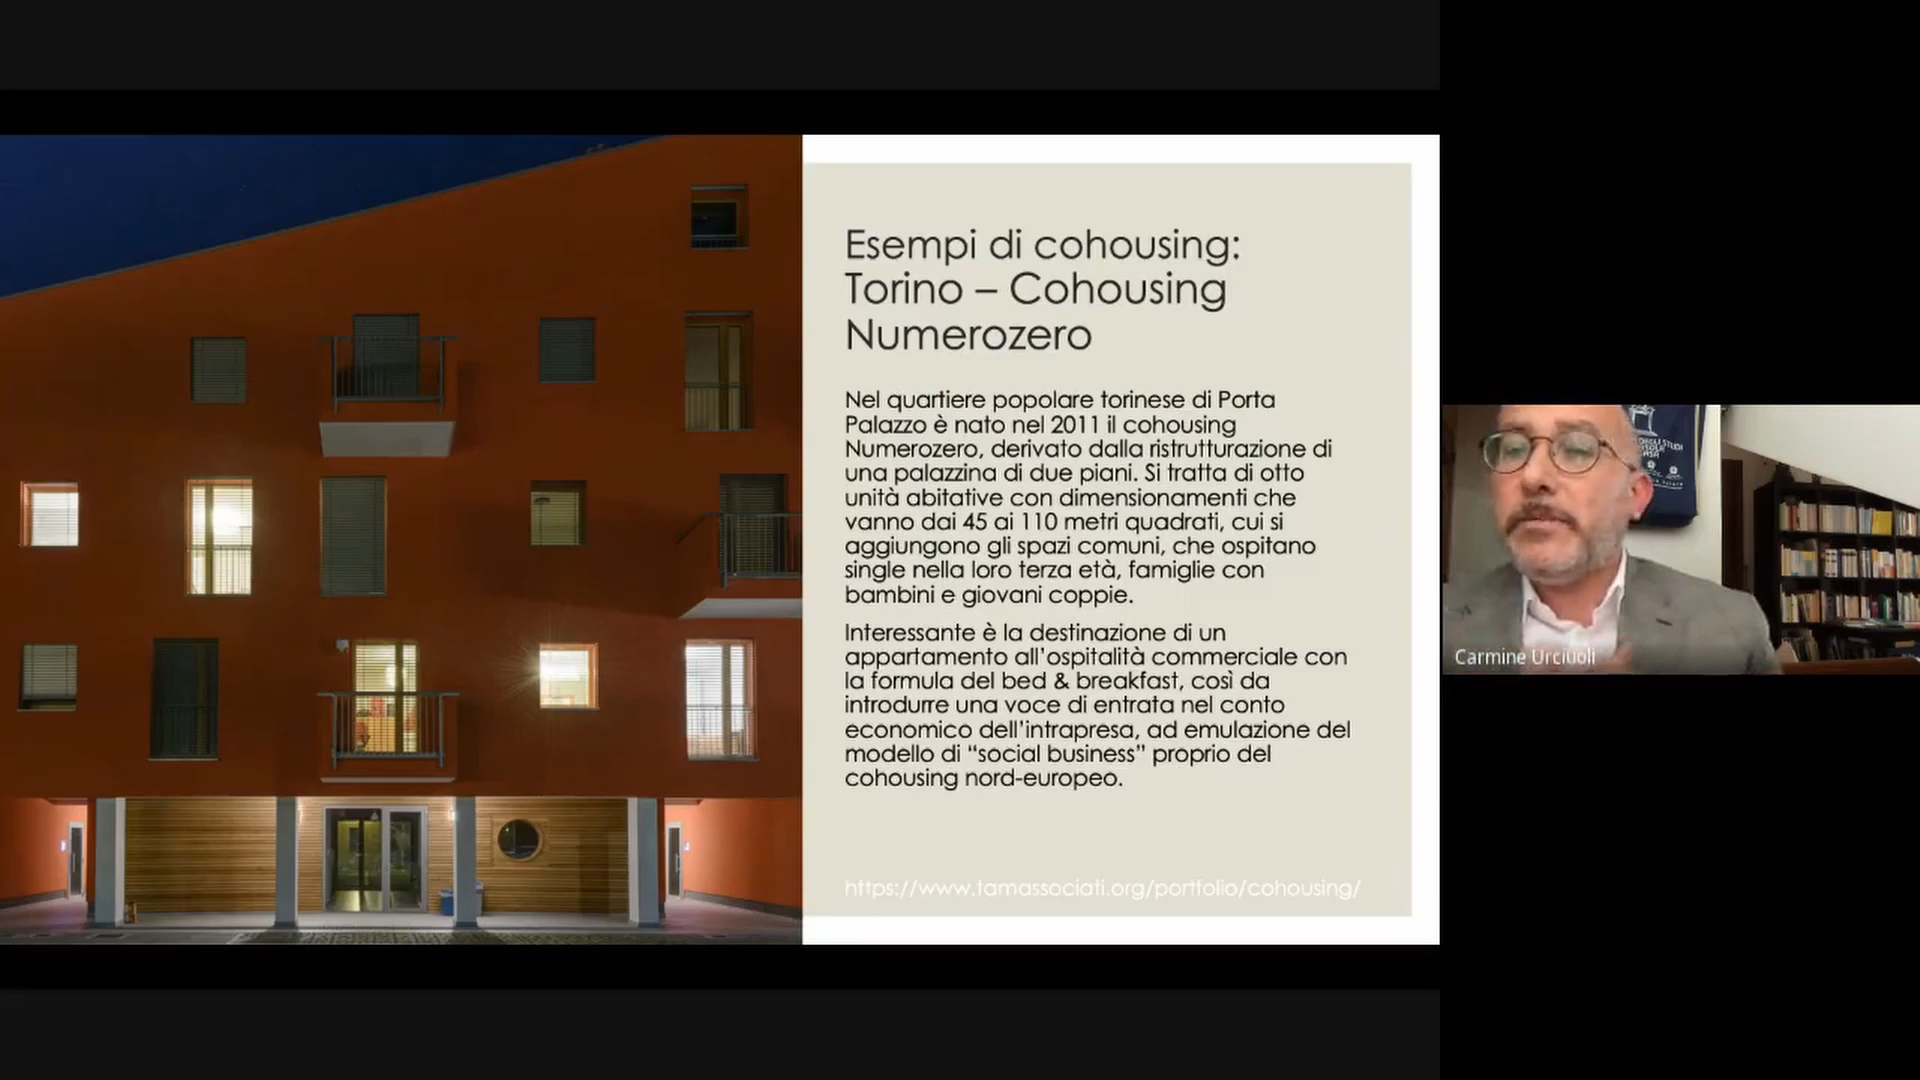 Esempi di cohousing:
Torino – Cohousing
Numerozero
Nel quartiere popolare torinese di Porta
Palazzo è nato nel 2011 il cohousing
Numerozero, derivato dalla ristrutturazione di
una palazzina di due piani. Si tratta di otto
unità abitative con dimensionamenti che
vanno dai 45 ai 110 metri quadrati, cui si
aggiungono gli spazi comuni, che ospitano
single nella loro terza età, famiglie con
bambini e giovani coppie.
Interessante è la destinazione di un
appartamento all’ospitalità commerciale con
la formula del bed & breakfast, così da
introdurre una voce di entrata nel conto
economico dell’intrapresa, ad emulazione del
modello di “social business” proprio del
cohousing nord-europeo.
https://www.tamassociati.org/portfolio/cohousing/
Carmine Urciuoli